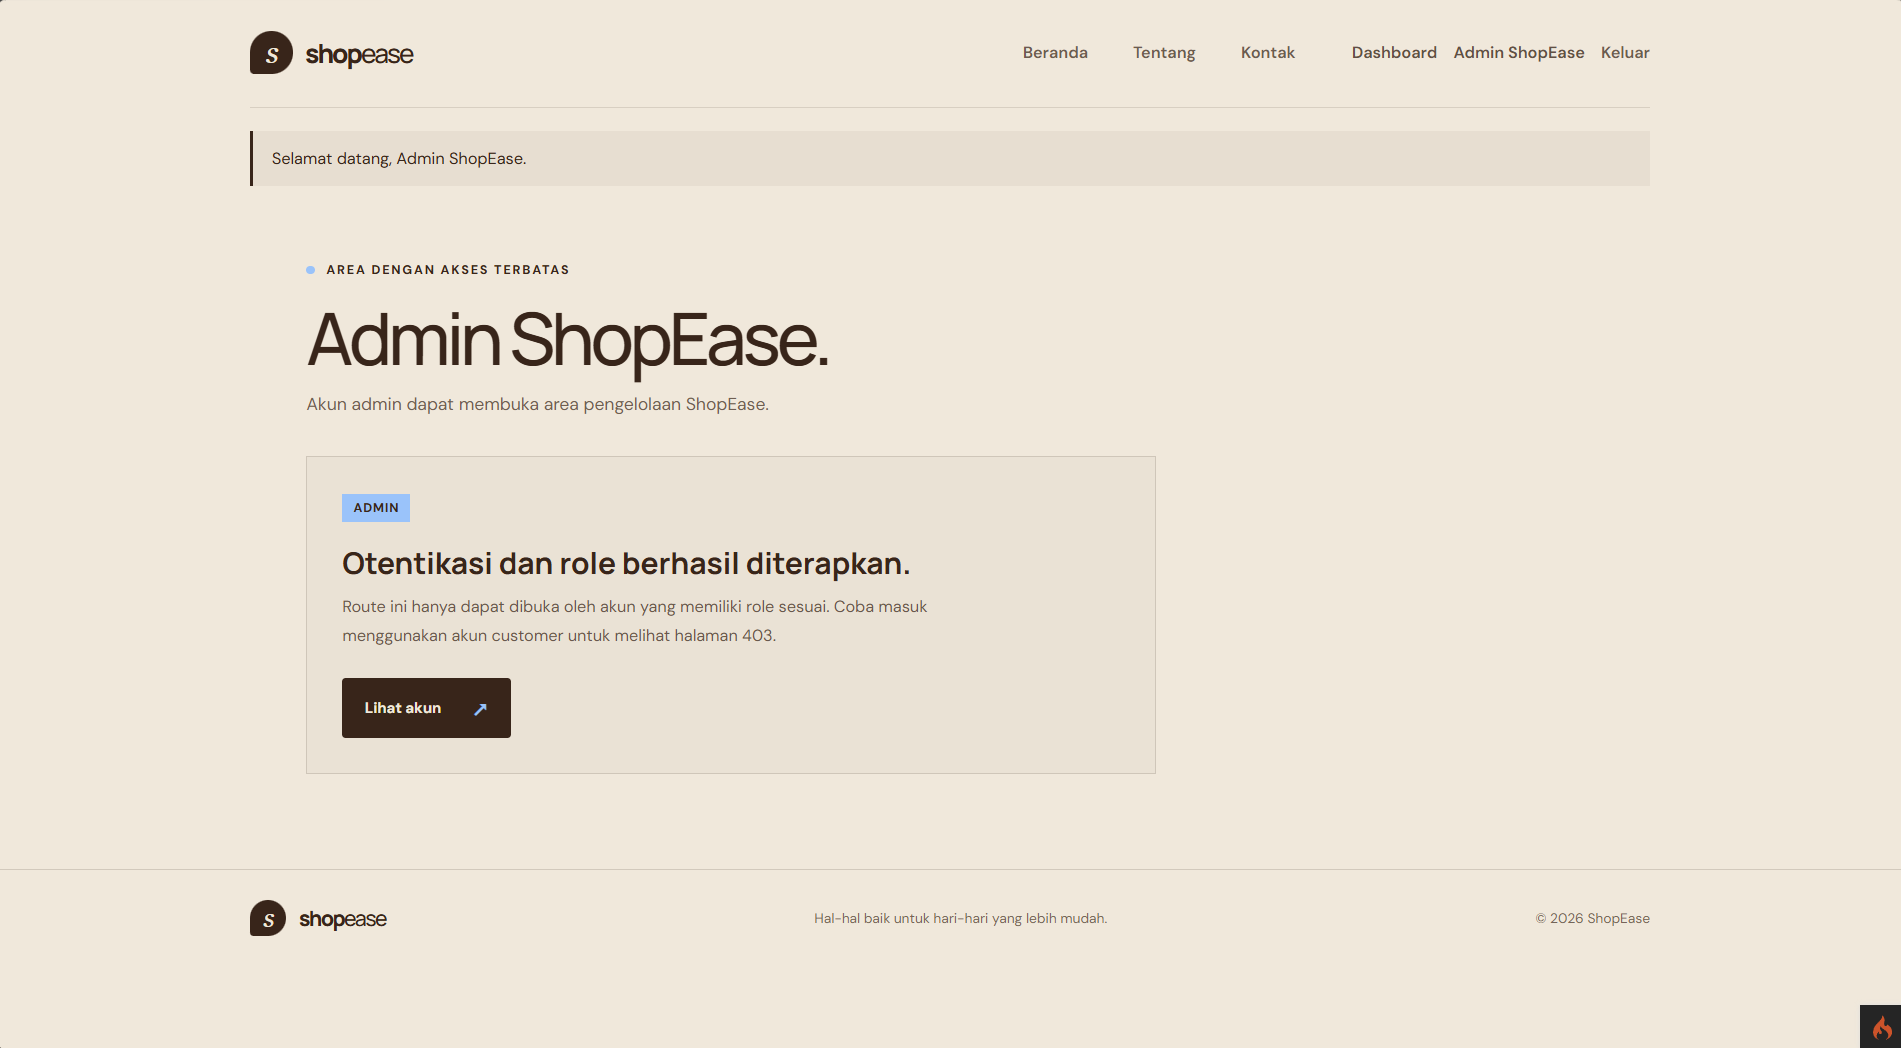 s shopease
Beranda Tentang Kontak Dashboard Admin ShopEase Keluar
Selamat datang, Admin ShopEase.
AREA DENGAN AKSES TERBATAS
Admin ShopEase.
Akun admin dapat membuka area pengelolaan ShopEase.
ADMIN
Otentikasi dan role berhasil diterapkan.
Route ini hanya dapat dibuka oleh akun yang memiliki role sesuai. Coba masuk
menggunakan akun customer untuk melihat halaman 403.
Lihat akun ↗
s shopease
Hal-hal baik untuk hari-hari yang lebih mudah.
© 2026 ShopEase